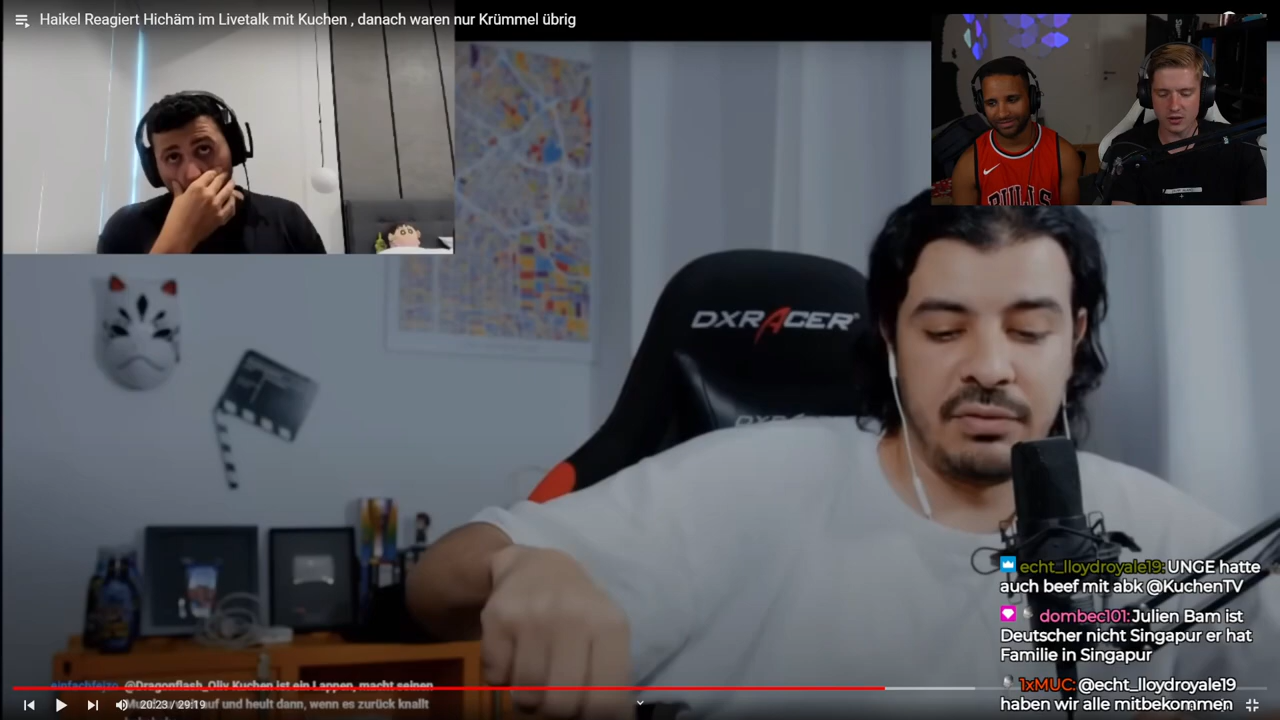 Haikel Reagiert Hichäm im Livetalk mit Kuchen , danach waren nur Krümmel übrig
BULLS
DXRACER
echt_lloydroyale19: UNGE hatte
auch beef mit abk @KuchenTV
dombec101: Julien Bam ist
Deutscher nicht Singapur er hat
Familie in Singapur
1xMUC: @echt_lloydroyale19
haben wir alle mitbekommen
einfachfejzo @Dragonflash_Oliv Kuchen ist ein Lappen, macht seinen
auf und heult dann, wenn es zurück knallt
20:23 / 29:19